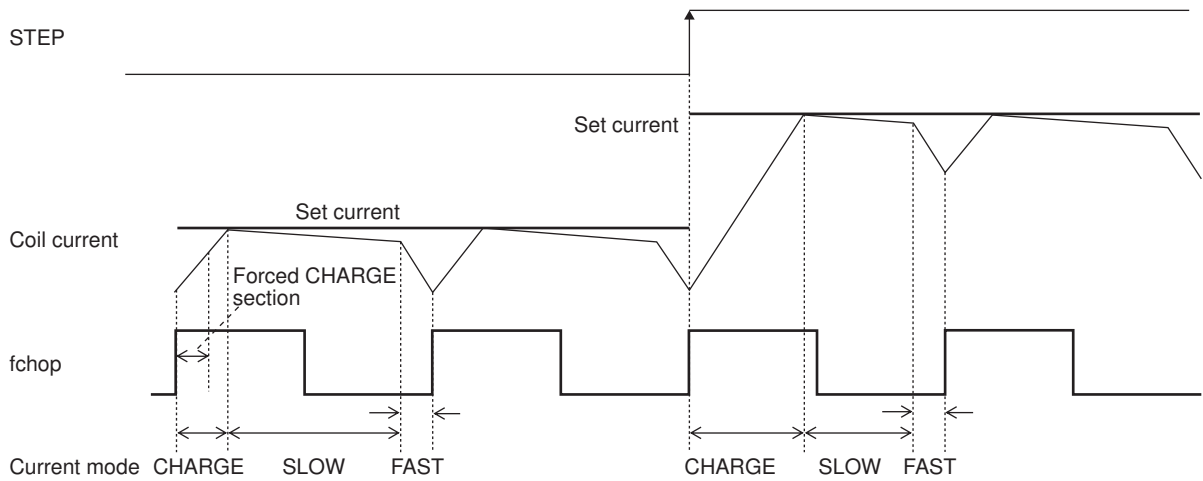 STEP
Set current
Set current
Coil current
Forced CHARGE
section
fchop
Current mode CHARGE SLOW FAST CHARGE SLOW FAST